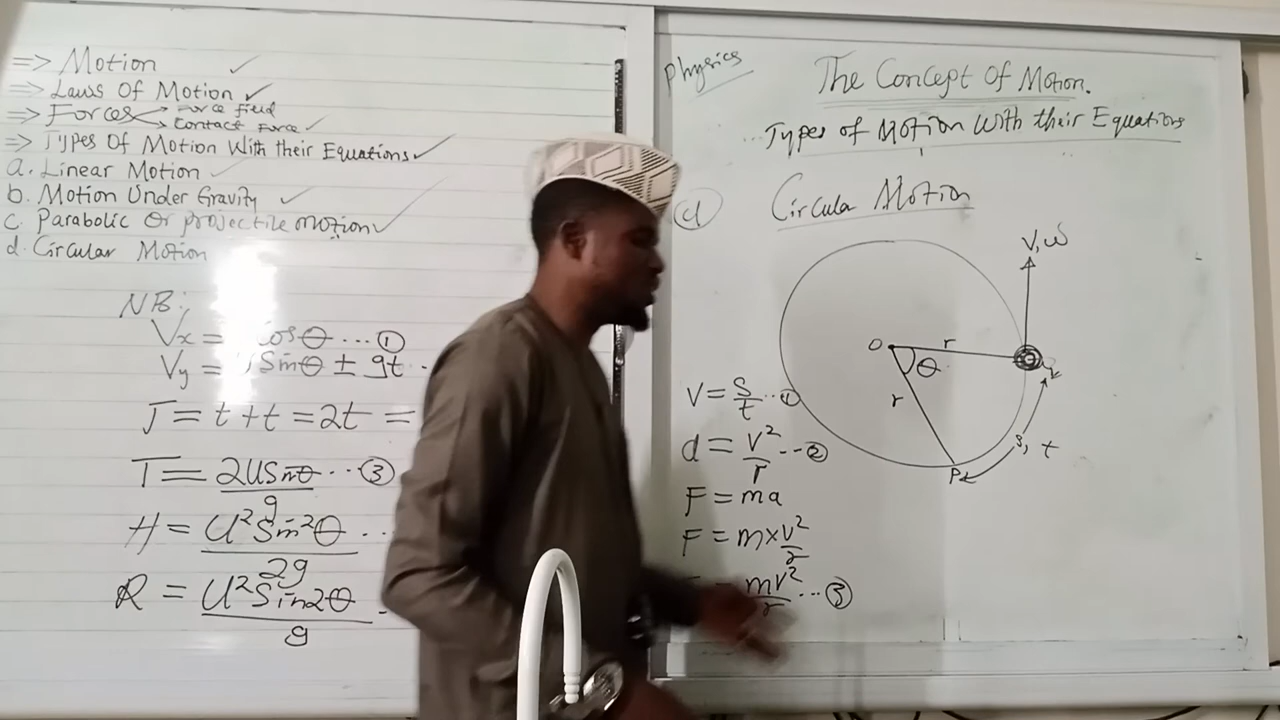 => Motion ✓
=> Laws Of Motion ✓
=> Forces → Force field
→ Contact Force ✓
=> Types Of Motion With their Equations ✓
a. Linear Motion ✓
b. Motion Under Gravity ✓
c. Parabolic Or projectile motion ✓
d. Circular Motion
NB:
Vx = cosθ ... ①
Vy = Sinθ ± gt
T = t + t = 2t =
T = 2USinθ/g ... ③
H = U²Sin²θ/2g ...
R = U²Sin2θ/g
Physics
The Concept Of Motion.
Types of Motion With their Equations
d Circular Motion
V, ω
O r
θ
r
S, t
P
V = S/t ... ①
a = V²/r ... ②
F = ma
F = m x V²/r
mV²/r ... ③